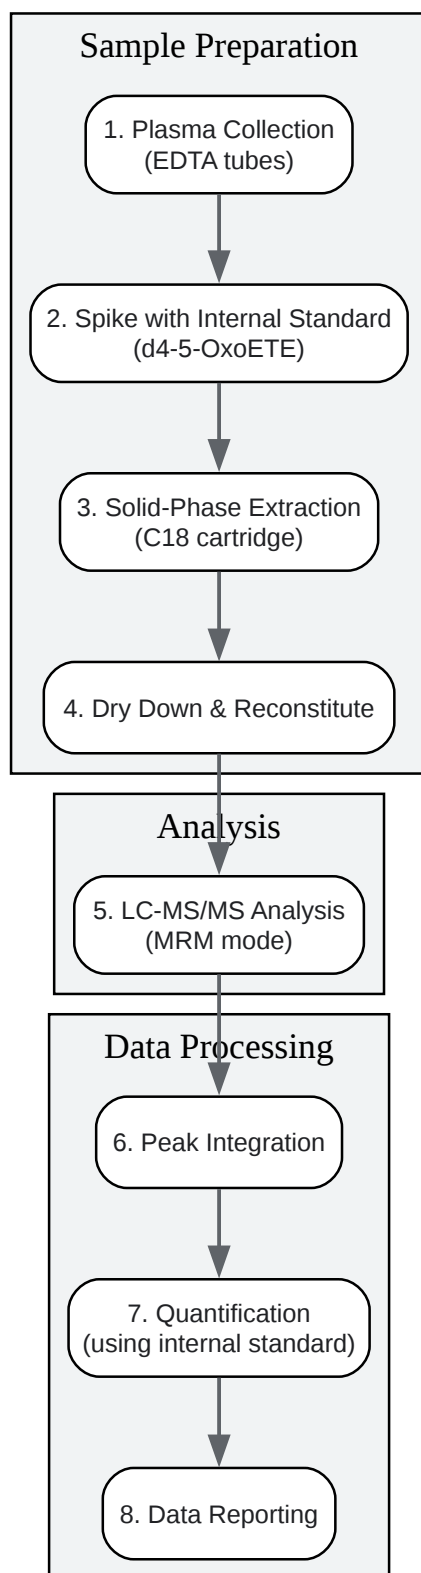 Sample Preparation
1. Plasma Collection
(EDTA tubes)
2. Spike with Internal Standard
(d4-5-OxoETE)
3. Solid-Phase Extraction
(C18 cartridge)
4. Dry Down & Reconstitute
Analysis
5. LC-MS/MS Analysis
(MRM mode)
Data Processing
6. Peak Integration
7. Quantification
(using internal standard)
8. Data Reporting